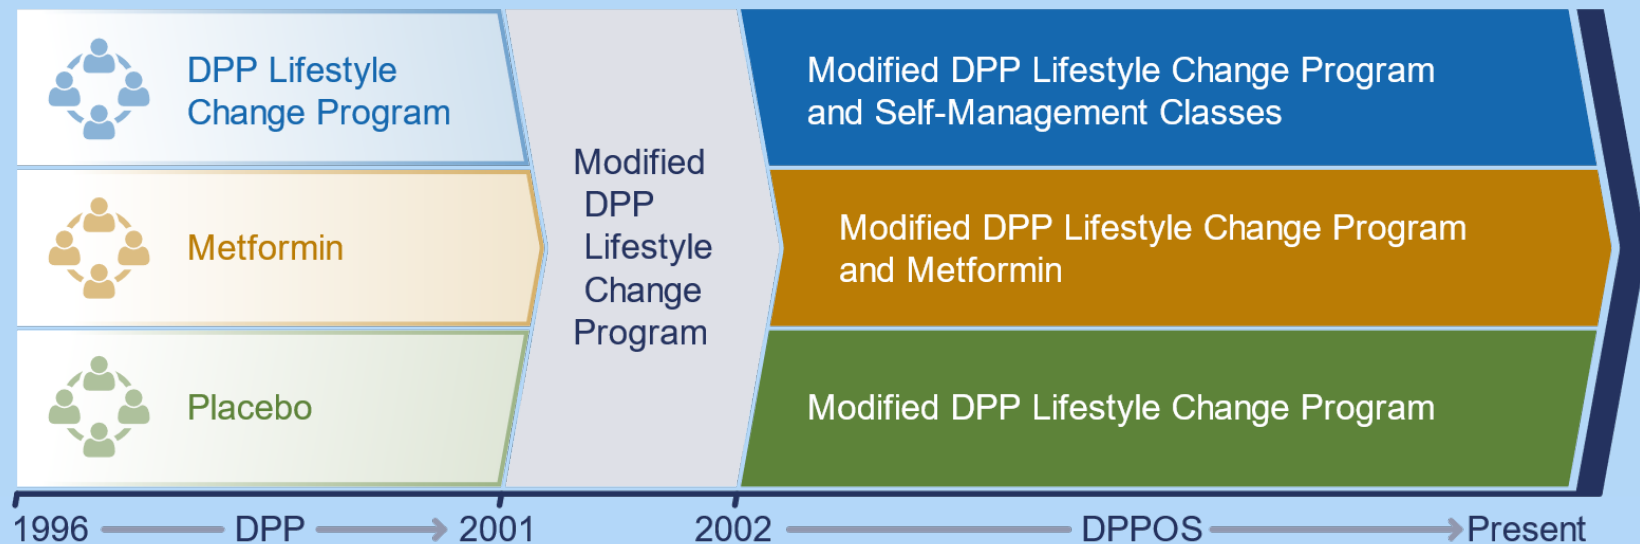 DPP Lifestyle
Change Program
Metformin
Placebo
Modified
DPP
Lifestyle
Change
Program
Modified DPP Lifestyle Change Program
and Self-Management Classes
Modified DPP Lifestyle Change Program
and Metformin
Modified DPP Lifestyle Change Program
1996 DPP 2001 2002 DPPOS Present